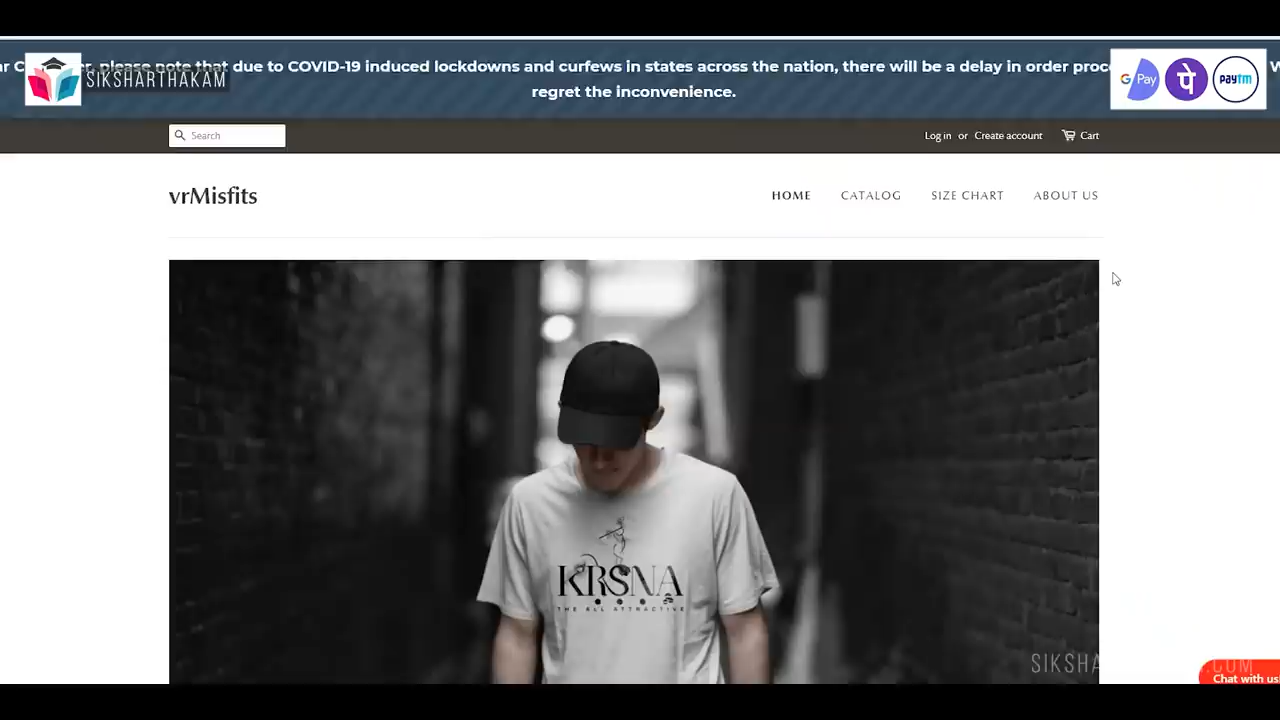 please note that due to COVID-19 induced lockdowns and curfews in states across the nation, there will be a delay in order
regret the inconvenience.
SIKSHARTHAKAM
G Pay
पे
paytm
Search
Log in or Create account
Cart
vrMisfits
HOME
CATALOG
SIZE CHART
ABOUT US
KRSNA
THE ALL ATTRACTIVE
Chat with us